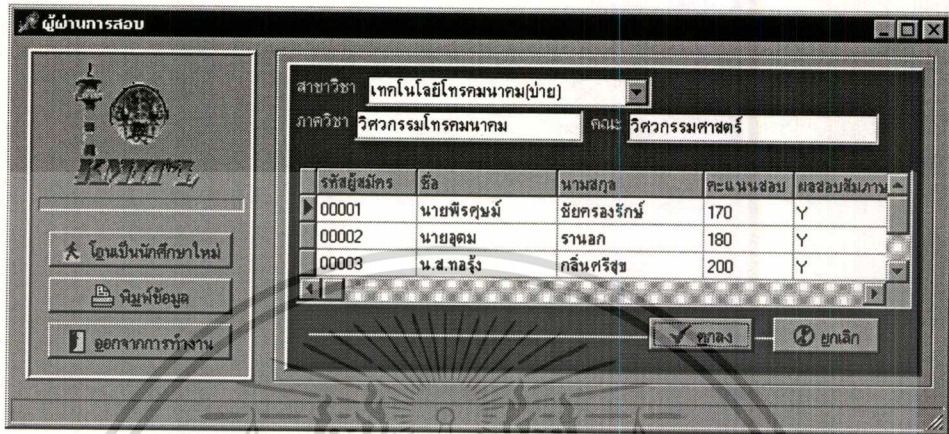 ผู้ผ่านการสอบ
KMITL
สาขาวิชา เทคโนโลยีโทรคมนาคม(บ่าย)
ภาควิชา วิศวกรรมโทรคมนาคม คณะ วิศวกรรมศาสตร์
รหัสผู้สมัคร ชื่อ นามสกุล คะแนนสอบ ผลสอบสัมภาษ
00001 นายพีรศุษม์ ชัยครองรักษ์ 170 Y
00002 นายอุดม รานอก 180 Y
00003 น.ส.ทอรุ้ง กลิ่นศรีสุข 200 Y
โอนเป็นนักศึกษาใหม่
พิมพ์ข้อมูล
ออกจากการทำงาน
ตกลง ยกเลิก